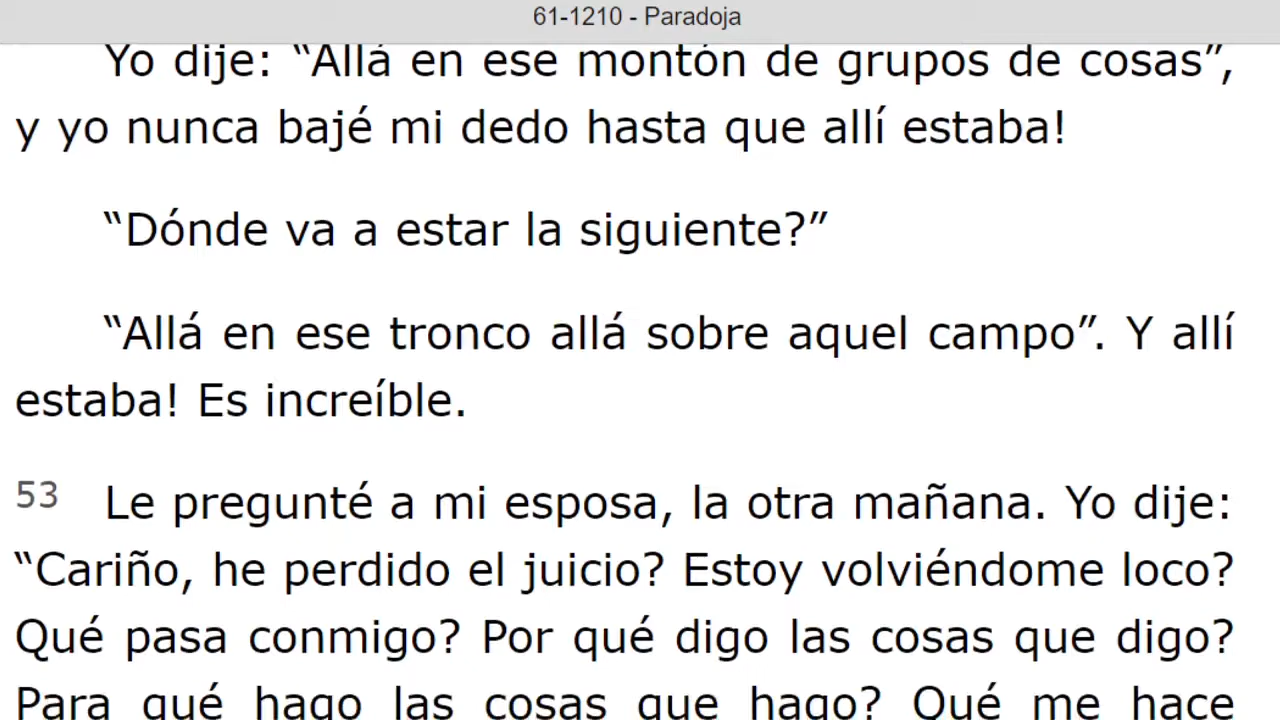 61-1210 - Paradoja
Yo dije: “Allá en ese montón de grupos de cosas”,
y yo nunca bajé mi dedo hasta que allí estaba!
“Dónde va a estar la siguiente?”
“Allá en ese tronco allá sobre aquel campo”. Y allí
estaba! Es increíble.
53 Le pregunté a mi esposa, la otra mañana. Yo dije:
“Cariño, he perdido el juicio? Estoy volviéndome loco?
Qué pasa conmigo? Por qué digo las cosas que digo?
Para qué hago las cosas que hago? Qué me hace